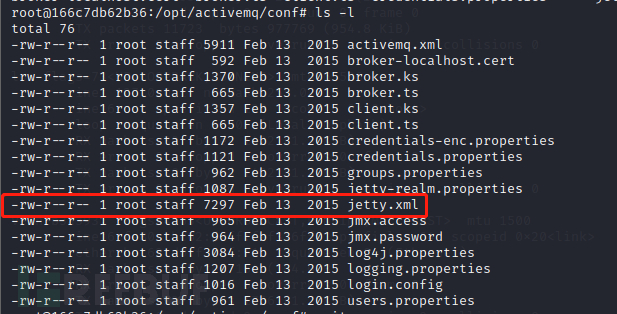 root@166c7db62b36:/opt/activemq/conf# ls -l
total 76
-rw-r--r-- 1 root staff 5911 Feb 13  2015 activemq.xml
-rw-r--r-- 1 root staff  592 Feb 13  2015 broker-localhost.cert
-rw-r--r-- 1 root staff 1370 Feb 13  2015 broker.ks
-rw-r--r-- 1 root staff  665 Feb 13  2015 broker.ts
-rw-r--r-- 1 root staff 1357 Feb 13  2015 client.ks
-rw-r--r-- 1 root staff  665 Feb 13  2015 client.ts
-rw-r--r-- 1 root staff 1172 Feb 13  2015 credentials-enc.properties
-rw-r--r-- 1 root staff 1121 Feb 13  2015 credentials.properties
-rw-r--r-- 1 root staff  962 Feb 13  2015 groups.properties
-rw-r--r-- 1 root staff 1087 Feb 13  2015 jetty-realm.properties
-rw-r--r-- 1 root staff 7297 Feb 13  2015 jetty.xml
-rw-r--r-- 1 root staff  965 Feb 13  2015 jmx.access
-rw-r--r-- 1 root staff  964 Feb 13  2015 jmx.password
-rw-r--r-- 1 root staff 3084 Feb 13  2015 log4j.properties
-rw-r--r-- 1 root staff 1207 Feb 13  2015 logging.properties
-rw-r--r-- 1 root staff 1016 Feb 13  2015 login.config
-rw-r--r-- 1 root staff  961 Feb 13  2015 users.properties